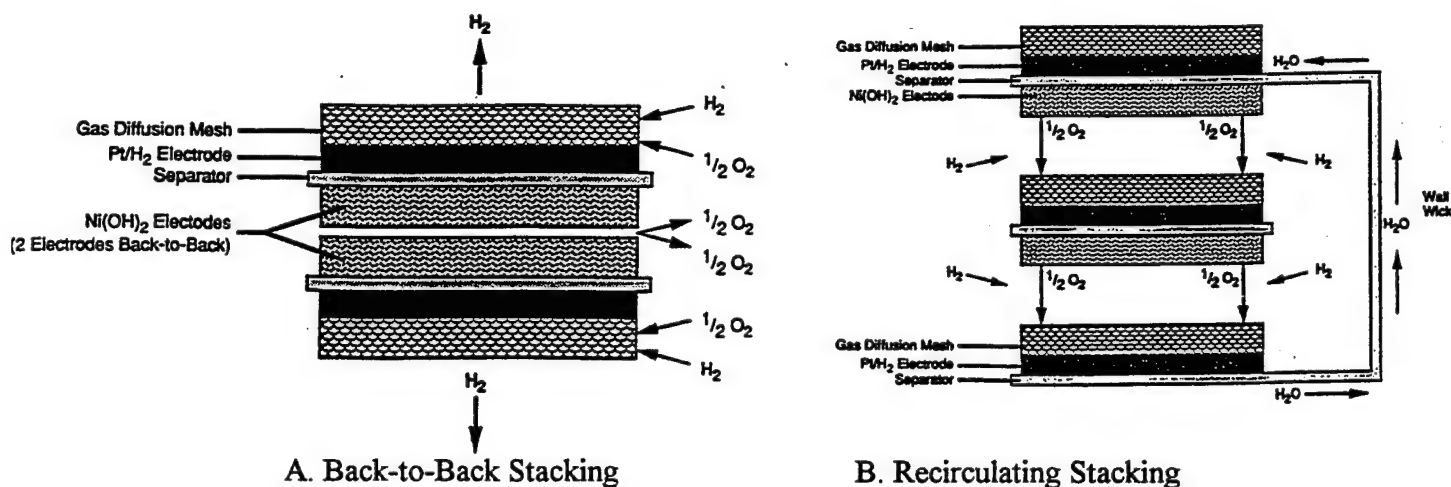 H2
Gas Diffusion Mesh
Pt/H2 Electrode
Separator
Ni(OH)2 Electodes
(2 Electrodes Back-to-Back)
H2
1/2 O2
1/2 O2
1/2 O2
1/2 O2
H2
H2
A. Back-to-Back Stacking
Gas Diffusion Mesh
Pt/H2 Electrode
Separator
Ni(OH)2 Electode
H2O
1/2 O2
1/2 O2
H2
H2
Wall
Wick
H2O
1/2 O2
1/2 O2
H2
H2
Gas Diffusion Mesh
Pt/H2 Electrode
Separator
H2O
B. Recirculating Stacking